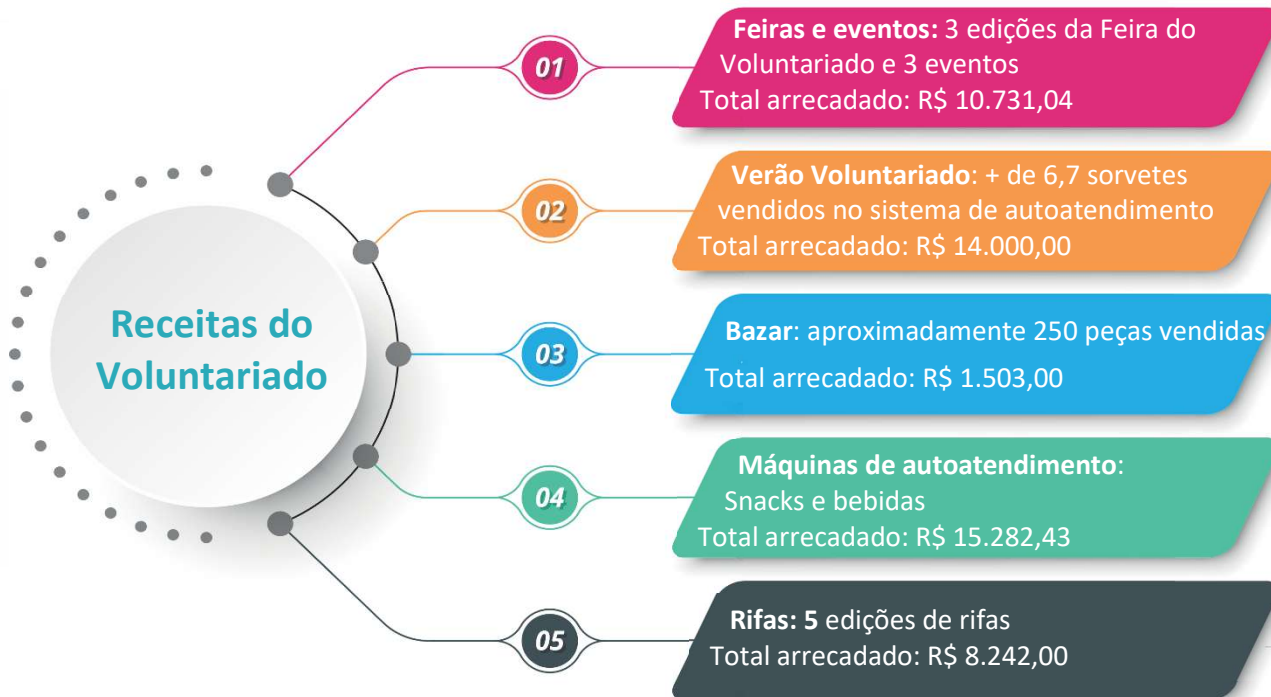 Receitas do
Voluntariado
01
Feiras e eventos: 3 edições da Feira do
Voluntariado e 3 eventos
Total arrecadado: R$ 10.731,04
02
Verão Voluntariado: + de 6,7 sorvetes
vendidos no sistema de autoatendimento
Total arrecadado: R$ 14.000,00
03
Bazar: aproximadamente 250 peças vendidas
Total arrecadado: R$ 1.503,00
04
Máquinas de autoatendimento:
Snacks e bebidas
Total arrecadado: R$ 15.282,43
05
Rifas: 5 edições de rifas
Total arrecadado: R$ 8.242,00